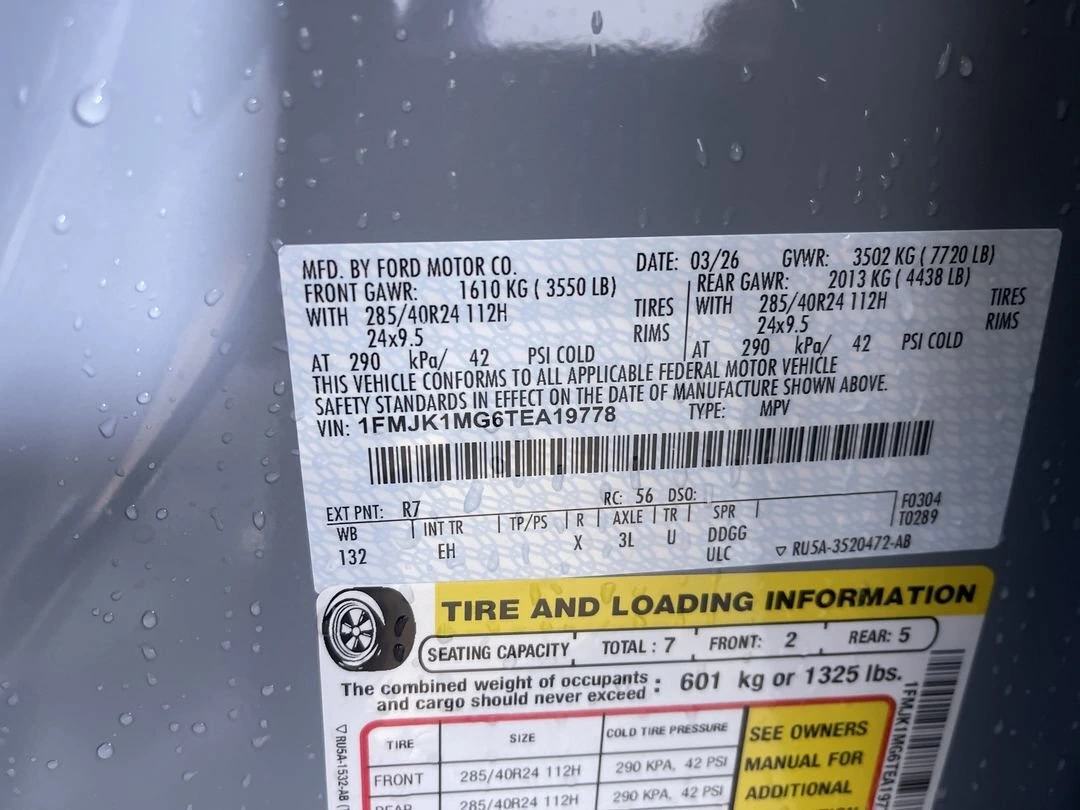 MFD. BY FORD MOTOR CO. DATE: 03/26 GVWR: 3502 KG ( 7720 LB)
FRONT GAWR: 1610 KG ( 3550 LB) REAR GAWR: 2013 KG ( 4438 LB)
WITH 285/40R24 112H TIRES WITH 285/40R24 112H TIRES
24x9.5 RIMS 24x9.5 RIMS
AT 290 kPa/ 42 PSI COLD AT 290 kPa/ 42 PSI COLD
THIS VEHICLE CONFORMS TO ALL APPLICABLE FEDERAL MOTOR VEHICLE
SAFETY STANDARDS IN EFFECT ON THE DATE OF MANUFACTURE SHOWN ABOVE.
VIN: 1FMJK1MG6TEA19778 TYPE: MPV
EXT PNT: R7 RC: 56 DSO: F0304
WB INT TR TP/PS R AXLE TR SPR T0289
132 EH X 3L U DDGG
ULC ▽ RU5A-3520472-AB
TIRE AND LOADING INFORMATION
SEATING CAPACITY TOTAL : 7 FRONT: 2 REAR: 5
The combined weight of occupants
and cargo should never exceed : 601 kg or 1325 lbs.
TIRE SIZE COLD TIRE PRESSURE
FRONT 285/40R24 112H 290 KPA, 42 PSI
REAR 285/40R24 112H 290 KPA, 42 PSI
SEE OWNERS
MANUAL FOR
ADDITIONAL
▽ RU5A-1532-AB
1FMJK1MG6TEA197